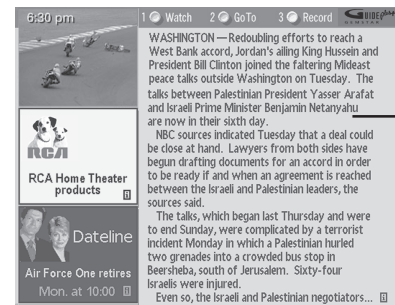 6:30 pm
1 Watch 2 GoTo 3 Record GUIDE plus
GEMSTAR
WASHINGTON — Redoubling efforts to reach a
West Bank accord, Jordan's ailing King Hussein and
President Bill Clinton joined the faltering Mideast
peace talks outside Washington on Tuesday. The
talks between Palestinian President Yasser Arafat
and Israeli Prime Minister Benjamin Netanyahu
are now in their sixth day.
NBC sources indicated Tuesday that a deal could
be close at hand. Lawyers from both sides have
begun drafting documents for an accord in order
to be ready if and when an agreement is reached
between the Israeli and Palestinian leaders, the
sources said.
The talks, which began last Thursday and were
to end Sunday, were complicated by a terrorist
incident Monday in which a Palestinian hurled
two grenades into a crowded bus stop in
Beersheba, south of Jerusalem. Sixty-four
Israelis were injured.
Even so, the Israeli and Palestinian negotiators... i
RCA
RCA Home Theater
products i
Dateline
Air Force One retires
Mon. at 10:00 i